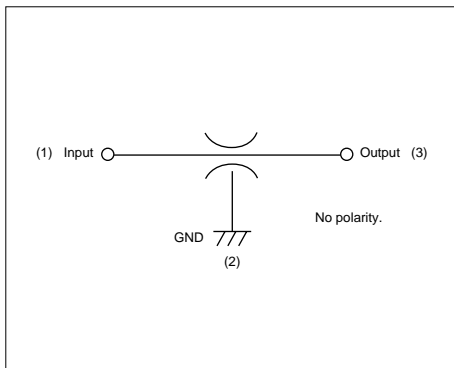 (1) Input Output (3)
No polarity.
GND
(2)